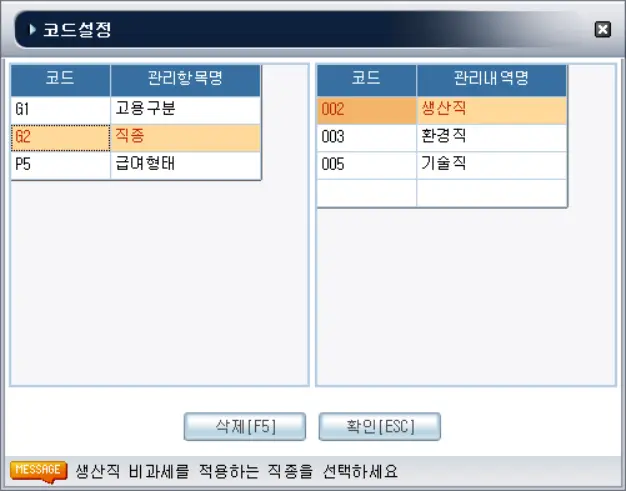 코드설정
코드 관리항목명
G1 고용구분
G2 직종
P5 급여형태
코드 관리내역명
002 생산직
003 환경직
005 기술직
삭제[F5] 확인[ESC]
MESSAGE 생산직 비과세를 적용하는 직종을 선택하세요